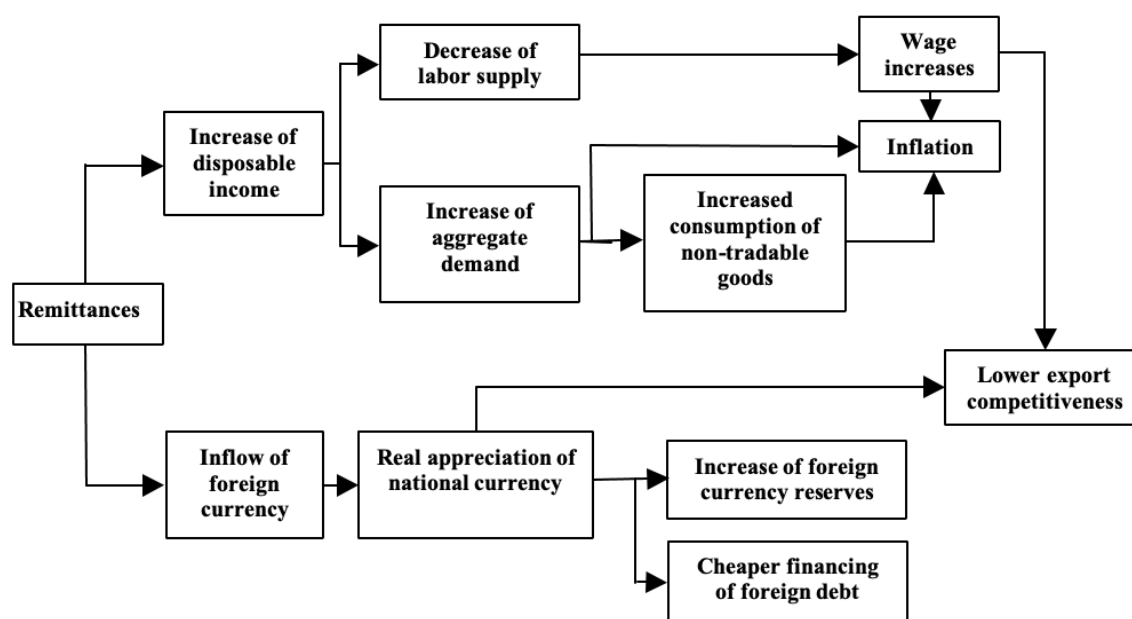 Decrease of
labor supply
Wage
increases
Increase of
disposable
income
Inflation
Increase of
aggregate
demand
Increased
consumption of
non-tradable
goods
Remittances
Lower export
competitiveness
Inflow of
foreign
currency
Real appreciation of
national currency
Increase of foreign
currency reserves
Cheaper financing
of foreign debt